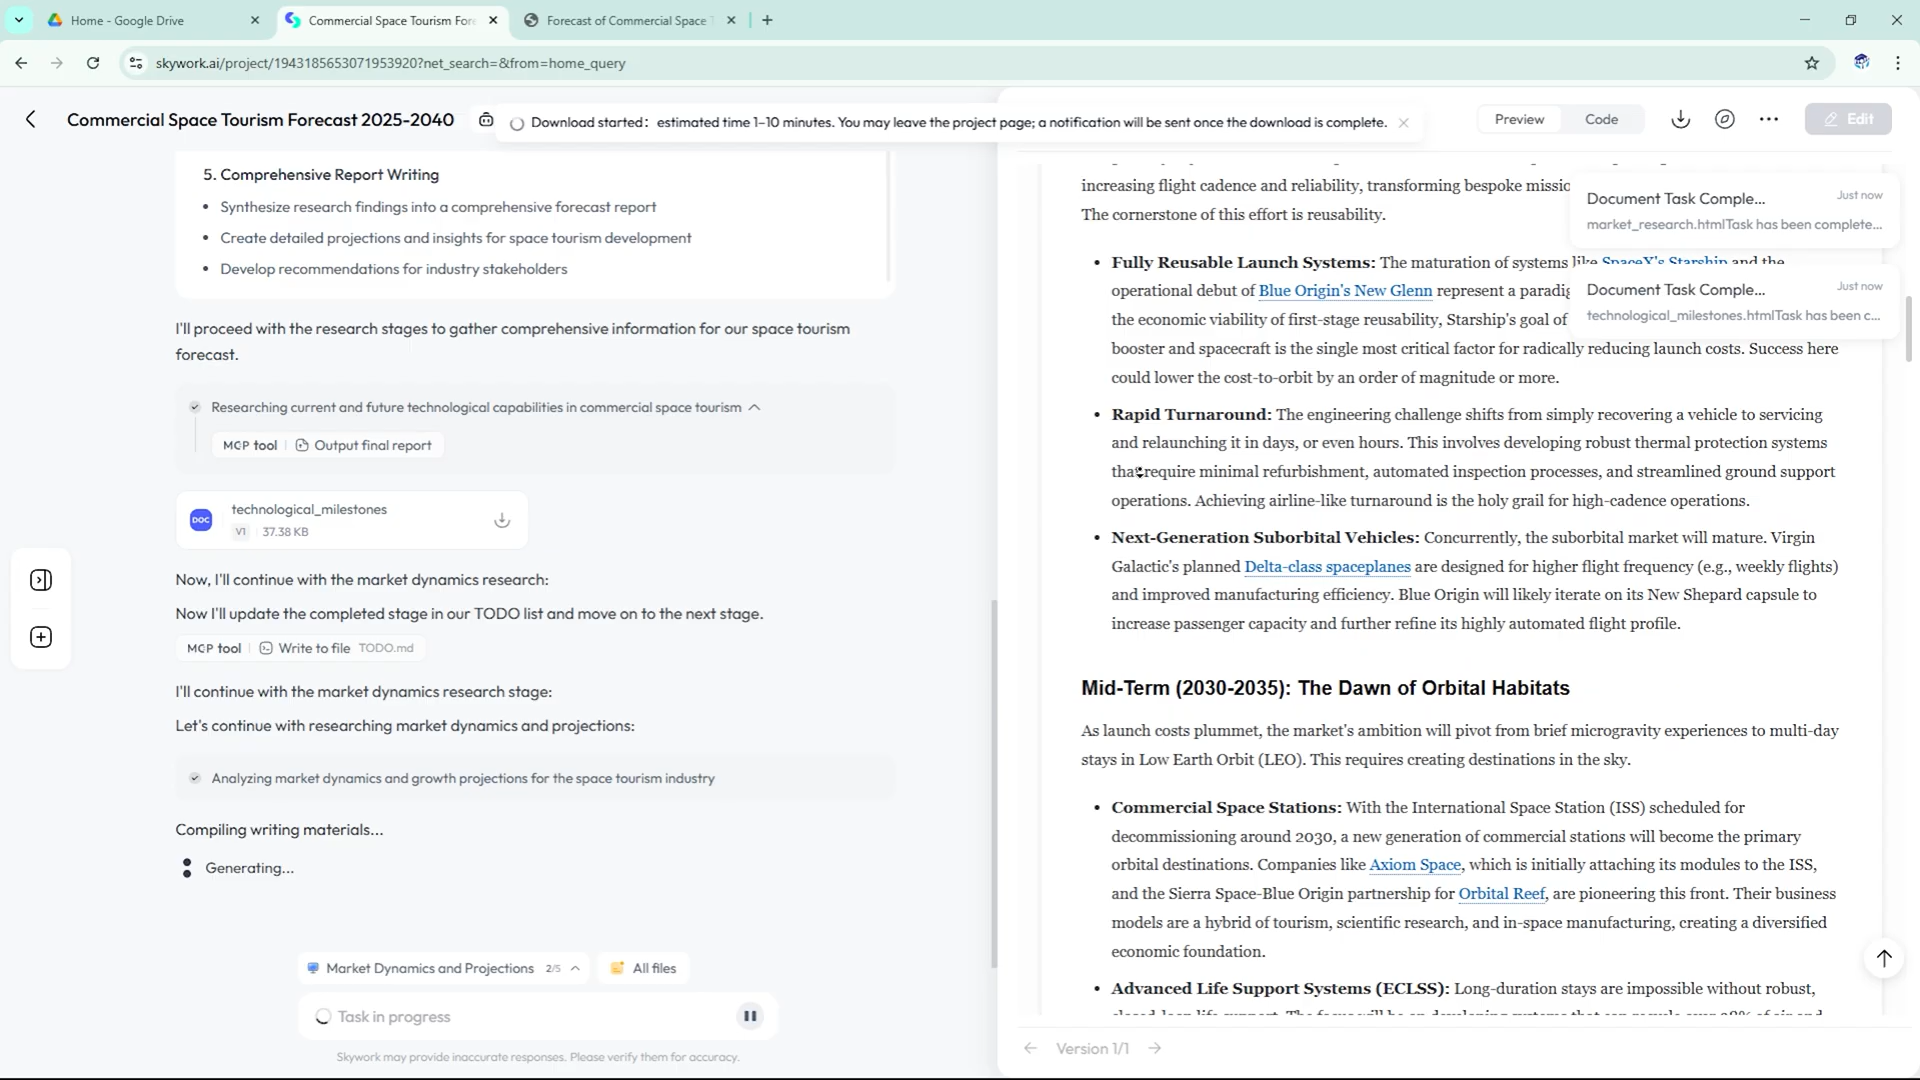 Home - Google Drive
Commercial Space Tourism Fore
Forecast of Commercial Space
skywork.ai/project/1943185653071953920?net_search=&from=home_query
Commercial Space Tourism Forecast 2025-2040
Download started: estimated time 1-10 minutes. You may leave the project page; a notification will be sent once the download is complete.
Preview
Code
Edit
5. Comprehensive Report Writing
• Synthesize research findings into a comprehensive forecast report
• Create detailed projections and insights for space tourism development
• Develop recommendations for industry stakeholders
I'll proceed with the research stages to gather comprehensive information for our space tourism
forecast.
Researching current and future technological capabilities in commercial space tourism
MCP tool
Output final report
DOC
technological_milestones
V1
37.38 KB
Now, I'll continue with the market dynamics research:
Now I'll update the completed stage in our TODO list and move on to the next stage.
MCP tool
Write to file
TODO.md
I'll continue with the market dynamics research stage:
Let's continue with researching market dynamics and projections:
Analyzing market dynamics and growth projections for the space tourism industry
Compiling writing materials...
Generating...
Market Dynamics and Projections
2/5
All files
Task in progress
Skywork may provide inaccurate responses. Please verify them for accuracy.
increasing flight cadence and reliability, transforming bespoke missio
The cornerstone of this effort is reusability.
• Fully Reusable Launch Systems: The maturation of systems like SpaceX's Starship and the
operational debut of Blue Origin's New Glenn represent a paradig
the economic viability of first-stage reusability, Starship's goal of
booster and spacecraft is the single most critical factor for radically reducing launch costs. Success here
could lower the cost-to-orbit by an order of magnitude or more.
• Rapid Turnaround: The engineering challenge shifts from simply recovering a vehicle to servicing
and relaunching it in days, or even hours. This involves developing robust thermal protection systems
that require minimal refurbishment, automated inspection processes, and streamlined ground support
operations. Achieving airline-like turnaround is the holy grail for high-cadence operations.
• Next-Generation Suborbital Vehicles: Concurrently, the suborbital market will mature. Virgin
Galactic's planned Delta-class spaceplanes are designed for higher flight frequency (e.g., weekly flights)
and improved manufacturing efficiency. Blue Origin will likely iterate on its New Shepard capsule to
increase passenger capacity and further refine its highly automated flight profile.
Mid-Term (2030-2035): The Dawn of Orbital Habitats
As launch costs plummet, the market's ambition will pivot from brief microgravity experiences to multi-day
stays in Low Earth Orbit (LEO). This requires creating destinations in the sky.
• Commercial Space Stations: With the International Space Station (ISS) scheduled for
decommissioning around 2030, a new generation of commercial stations will become the primary
orbital destinations. Companies like Axiom Space, which is initially attaching its modules to the ISS,
and the Sierra Space-Blue Origin partnership for Orbital Reef, are pioneering this front. Their business
models are a hybrid of tourism, scientific research, and in-space manufacturing, creating a diversified
economic foundation.
• Advanced Life Support Systems (ECLSS): Long-duration stays are impossible without robust,
Document Task Comple...
Just now
market_research.htmlTask has been complete...
Document Task Comple...
Just now
technological_milestones.htmlTask has been c...
Version 1/1